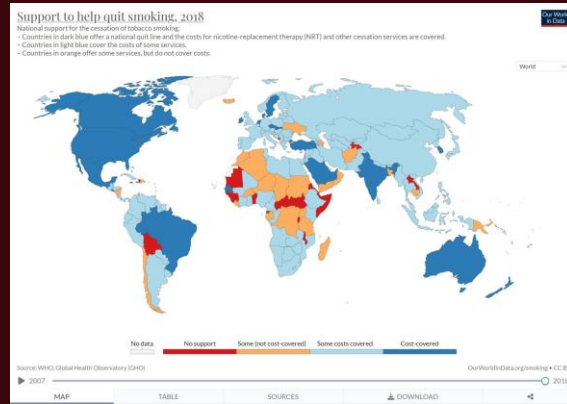 Support to help quit smoking, 2018
Our World
in Data
National support for the cessation of tobacco smoking:
– Countries in dark blue offer a national quit line and the costs for nicotine-replacement therapy (NRT) and other cessation services are covered.
– Countries in light blue cover the costs of some services.
– Countries in orange offer some services, but do not cover costs.
World
No data
No support
Some (not cost-covered)
Some costs covered
Cost-covered
Source: WHO, Global Health Observatory (GHO)
OurWorldInData.org/smoking • CC BY
2007
2018
MAP
TABLE
SOURCES
DOWNLOAD